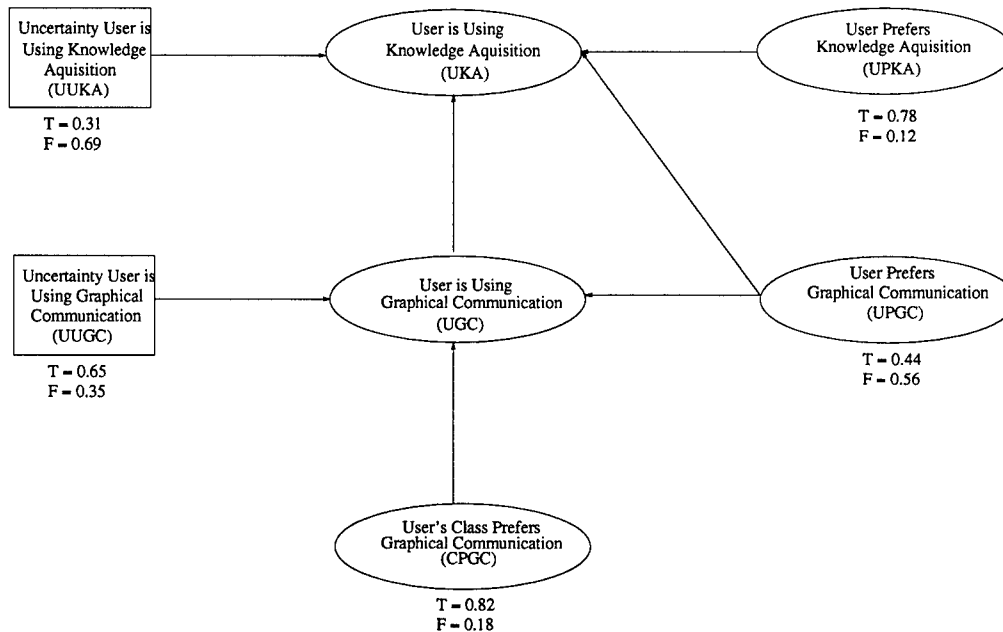 Uncertainty User is
Using Knowledge
Aquisition
(UUKA)
T = 0.31
F = 0.69
User is Using
Knowledge Aquisition
(UKA)
User Prefers
Knowledge Aquisition
(UPKA)
T = 0.78
F = 0.12
Uncertainty User is
Using Graphical
Communication
(UUGC)
T = 0.65
F = 0.35
User is Using
Graphical Communication
(UGC)
User Prefers
Graphical Communication
(UPGC)
T = 0.44
F = 0.56
User's Class Prefers
Graphical Communication
(CPGC)
T = 0.82
F = 0.18